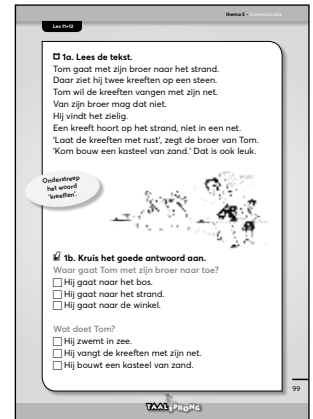 thema 5 - Communicatie
Les 11+12
1a. Lees de tekst.
Tom gaat met zijn broer naar het strand.
Daar ziet hij twee kreeften op een steen.
Tom wil de kreeften vangen met zijn net.
Van zijn broer mag dat niet.
Hij vindt het zielig.
Een kreeft hoort op het strand, niet in een net.
'Laat de kreeften met rust', zegt de broer van Tom.
'Kom bouw een kasteel van zand.' Dat is ook leuk.
Onderstreep
het woord
'kreeften'.
1b. Kruis het goede antwoord aan.
Waar gaat Tom met zijn broer naar toe?
Hij gaat naar het bos.
Hij gaat naar het strand.
Hij gaat naar de winkel.
Wat doet Tom?
Hij zwemt in zee.
Hij vangt de kreeften met zijn net.
Hij bouwt een kasteel van zand.
99
TAALSPRONG